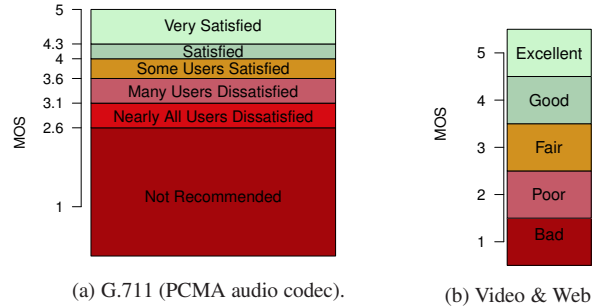 5
4.3
4
3.6
3.1
2.6
1
MOS
Very Satisfied
Satisfied
Some Users Satisfied
Many Users Dissatisfied
Nearly All Users Dissatisfied
Not Recommended
(a) G.711 (PCMA audio codec).
5
4
3
2
1
MOS
Excellent
Good
Fair
Poor
Bad
(b) Video & Web